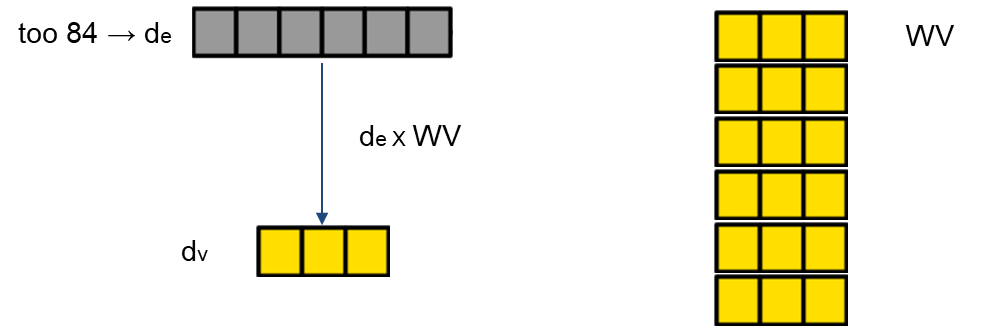 too 84 → de
WV
de X WV
dv